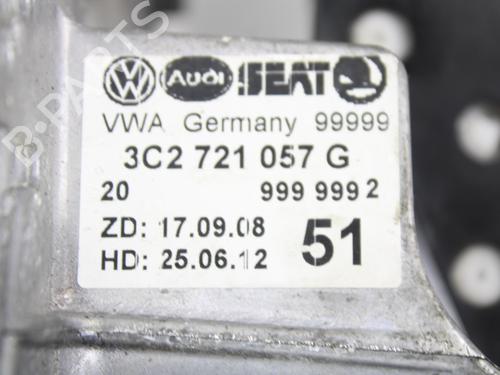 B-PARTS
VW AUDI SEAT
VWA Germany 99999
3C2 721 057 G
20 999 999 2
ZD: 17.09.08 51
HD: 25.06.12